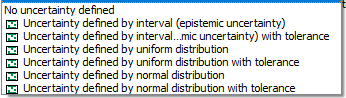 No uncertainty defined
Uncertainty defined by interval (epistemic uncertainty)
Uncertainty defined by interval...mic uncertainty) with tolerance
Uncertainty defined by uniform distribution
Uncertainty defined by uniform distribution with tolerance
Uncertainty defined by normal distribution
Uncertainty defined by normal distribution with tolerance